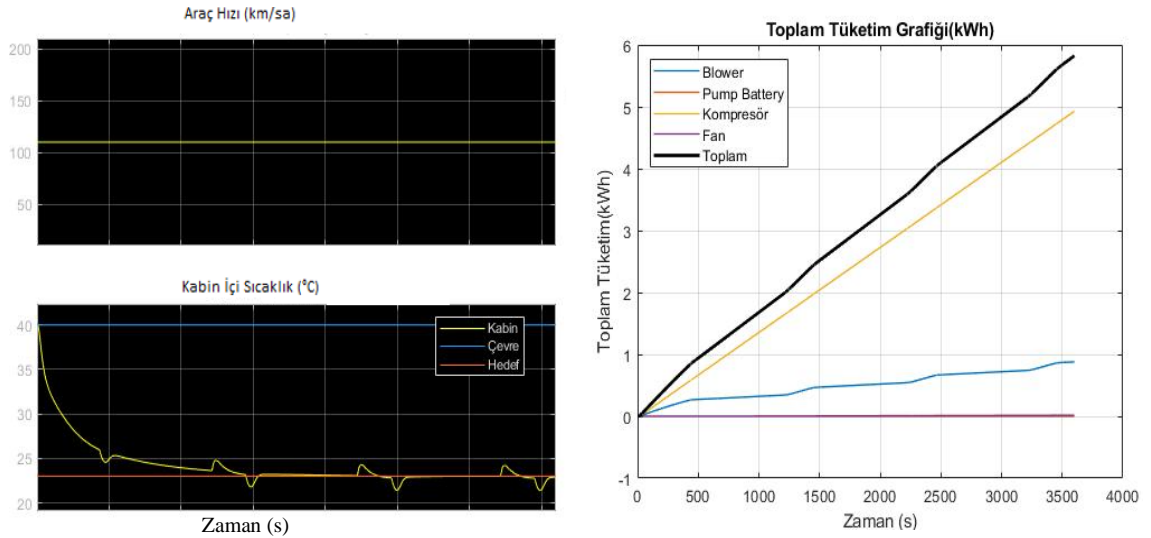 Araç Hızı (km/sa)
200
150
100
50
Kabin İçi Sıcaklık (⁰C)
40
35
30
25
20
Kabin
Çevre
Hedef
Zaman (s)
Toplam Tüketim Grafiği(kWh)
Toplam Tüketim(kWh)
6
5
4
3
2
1
0
-1
Blower
Pump Battery
Kompresör
Fan
Toplam
0 500 1000 1500 2000 2500 3000 3500 4000
Zaman (s)